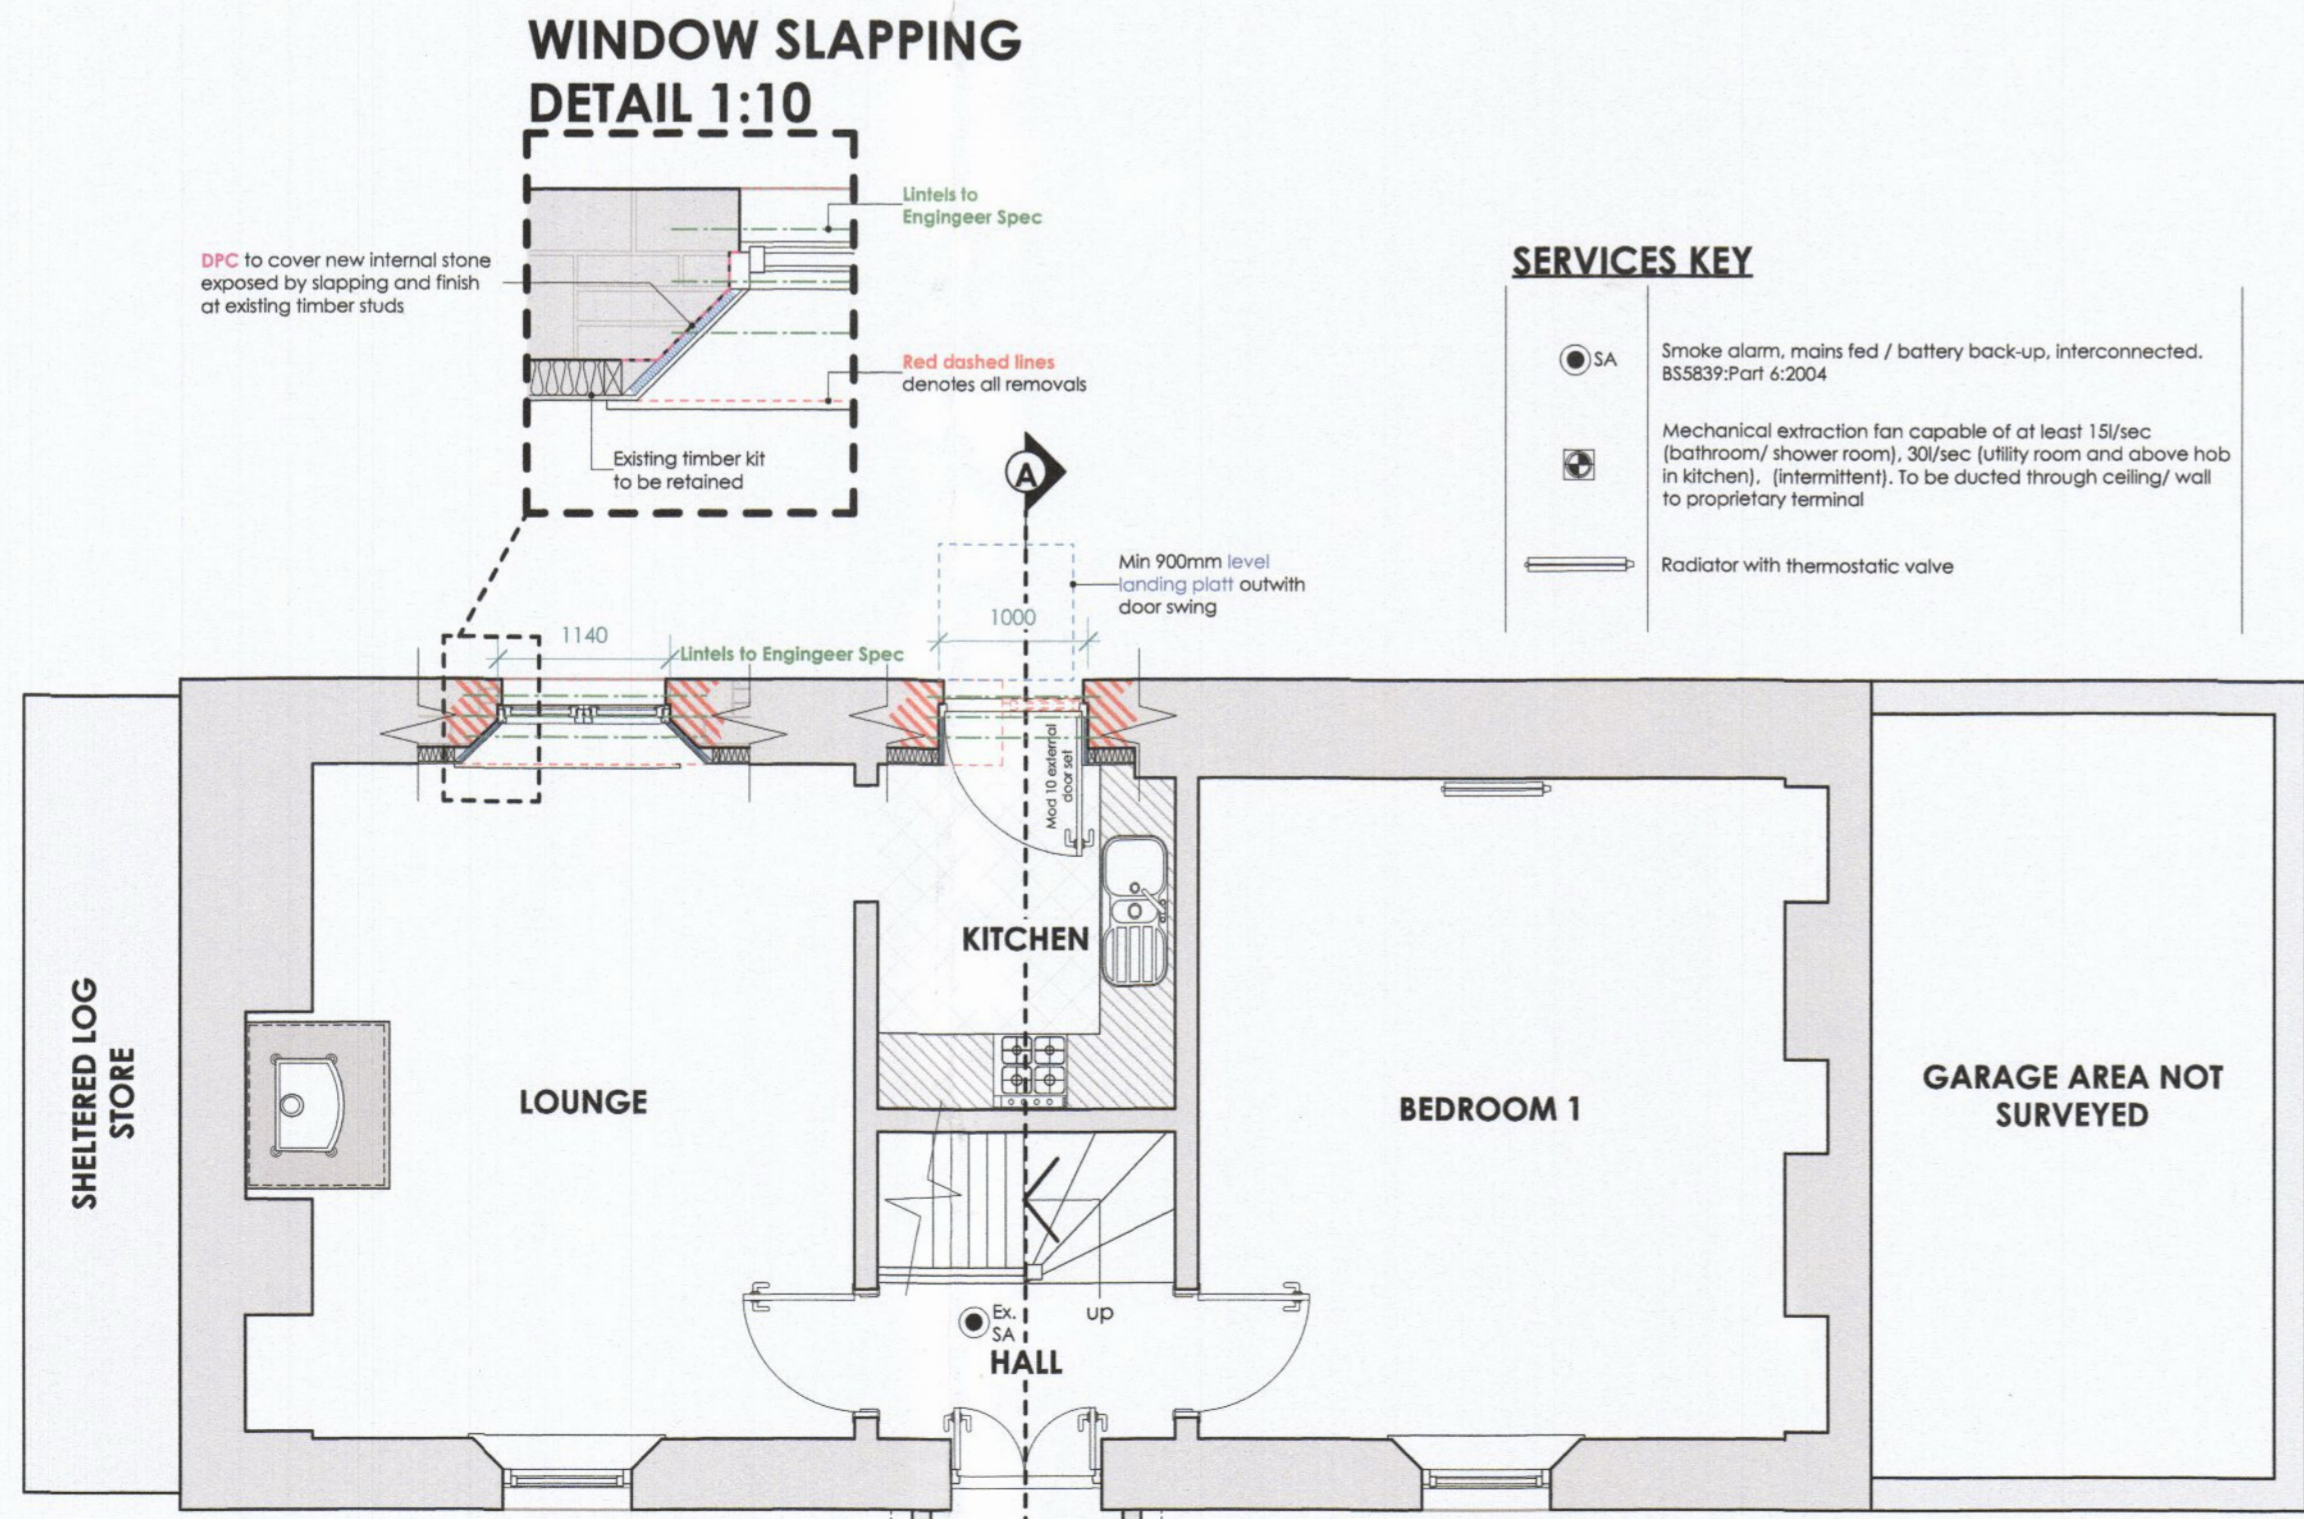 WINDOW SLAPPING
DETAIL 1:10
Lintels to
Engingeer Spec
DPC to cover new internal stone
exposed by slapping and finish
at existing timber studs
Red dashed lines
denotes all removals
Existing timber kit
to be retained
A
SERVICES KEY
SA
Smoke alarm, mains fed / battery back-up, interconnected.
BS5839:Part 6:2004
Mechanical extraction fan capable of at least 15l/sec
(bathroom/ shower room), 30l/sec (utility room and above hob
in kitchen), (intermittent). To be ducted through ceiling/ wall
to proprietary terminal
Radiator with thermostatic valve
Min 900mm level
landing platt outwith
door swing
1140
1000
Lintels to Engingeer Spec
Mod 10 external
door set
KITCHEN
SHELTERED LOG
STORE
LOUNGE
BEDROOM 1
GARAGE AREA NOT
SURVEYED
Ex.
SA
up
HALL